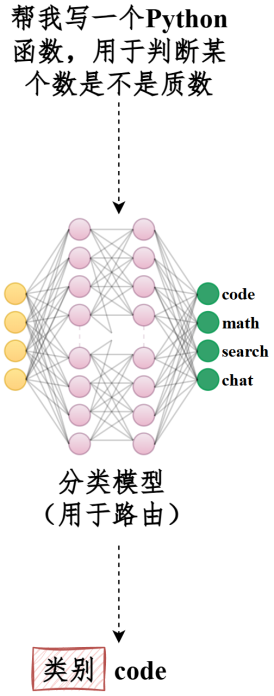 帮我写一个Python
函数，用于判断某
个数是不是质数
code
math
search
chat
分类模型
（用于路由）
类别 code